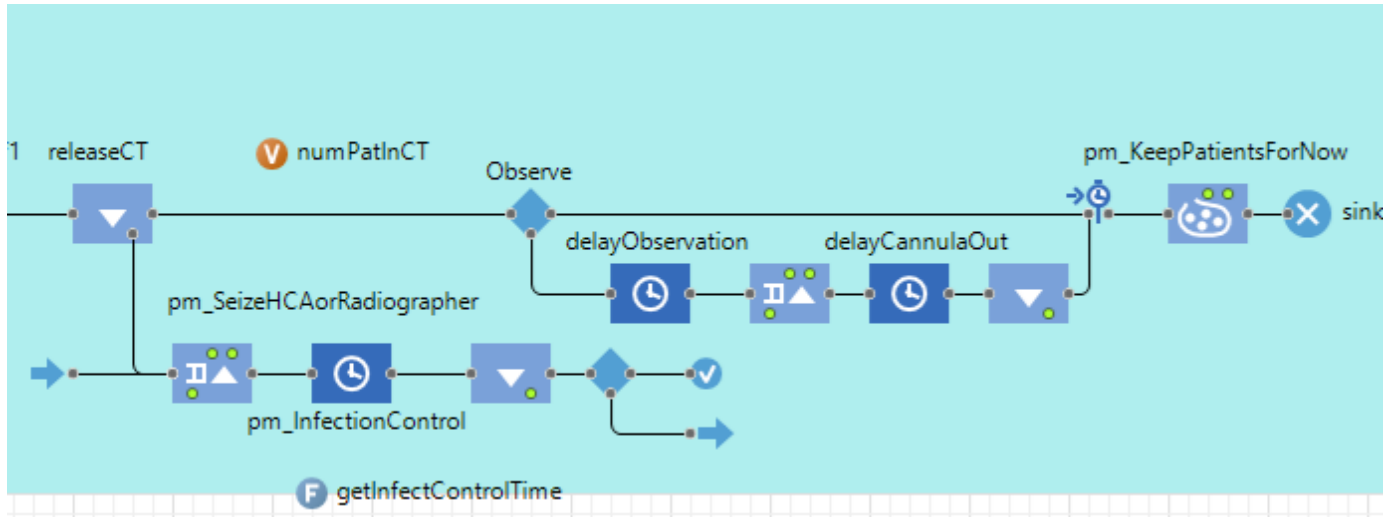 releaseCT
V numPatInCT
Observe
pm_KeepPatientsForNow
sink
delayObservation
delayCannulaOut
pm_SeizeHCAorRadiographer
pm_InfectionControl
F getInfectControlTime